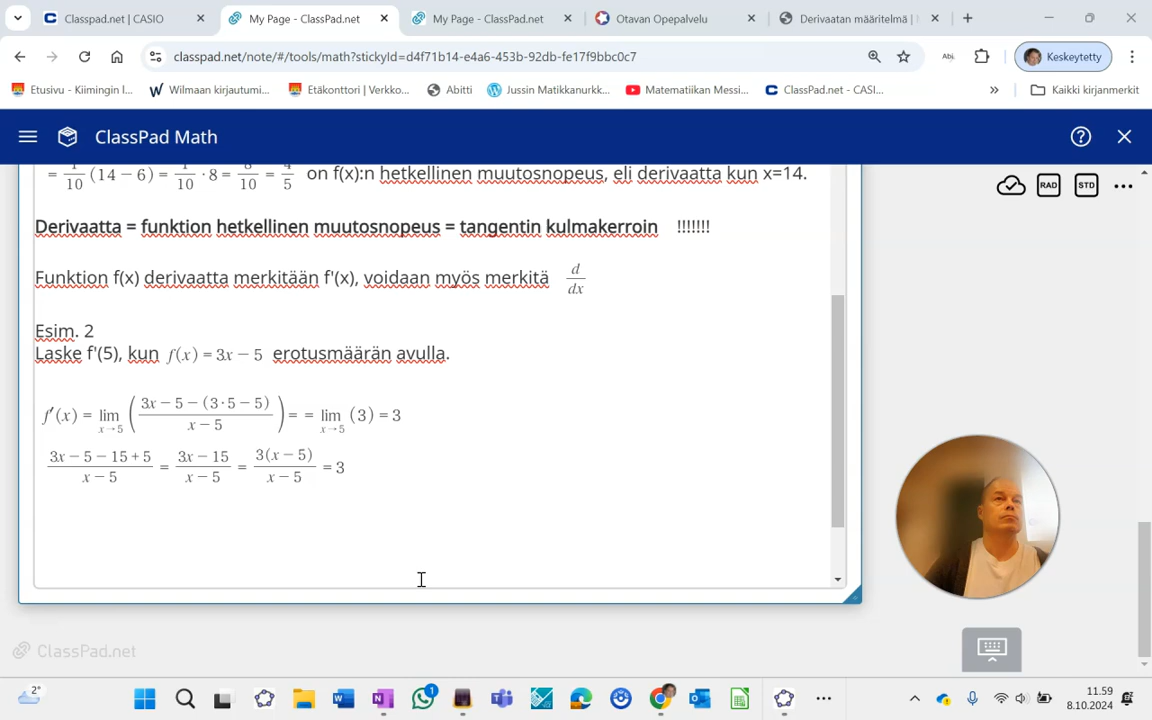 Classpad.net | CASIO
My Page - ClassPad.net
My Page - ClassPad.net
Otavan Opepalvelu
Derivaatan määritelmä |
classpad.net/note/#/tools/math?stickyId=d4f71b14-e4a6-453b-92db-fe17f9bbc0c7
Keskeytetty
Etusivu - Kiimingin l...
Wilmaan kirjautumi...
Etäkonttori | Verkko...
Abitti
Jussin Matikkanurkk...
Matematiikan Messi...
ClassPad.net - CASI...
»
Kaikki kirjanmerkit
ClassPad Math
RAD
STD
= 1/10 (14 − 6) = 1/10 · 8 = 8/10 = 4/5 on f(x):n hetkellinen muutosnopeus, eli derivaatta kun x=14.
Derivaatta = funktion hetkellinen muutosnopeus = tangentin kulmakerroin !!!!!!!
Funktion f(x) derivaatta merkitään f'(x), voidaan myös merkitä d/dx
Esim. 2
Laske f'(5), kun f(x) = 3x − 5 erotusmäärän avulla.
f′(x) = lim x→5 ( (3x − 5 − (3·5 − 5)) / (x − 5) ) = = lim x→5 (3) = 3
(3x − 5 − 15 + 5)/(x − 5) = (3x − 15)/(x − 5) = 3(x − 5)/(x − 5) = 3
ClassPad.net
2°
1
11.59
8.10.2024